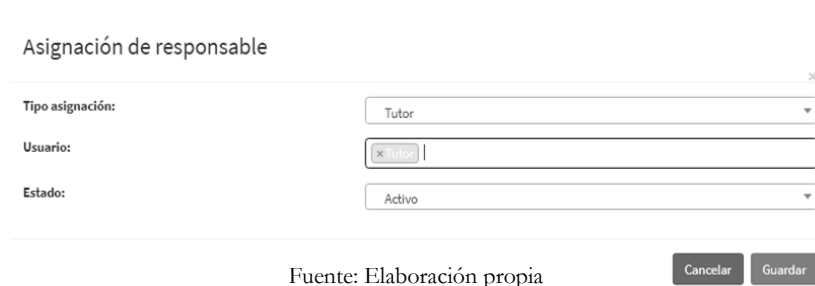 Asignación de responsable
×
Tipo asignación:
Tutor
Usuario:
×Tutor
Estado:
Activo
Cancelar
Guardar
Fuente: Elaboración propia